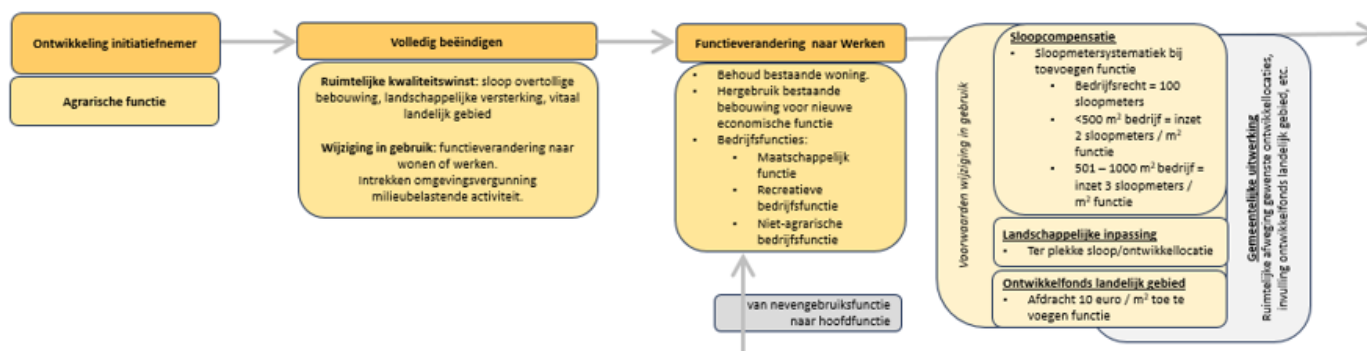 Ontwikkeling initiatiefnemer
Agrarische functie
Volledig beëindigen
Ruimtelijke kwaliteitswinst: sloop overtollige
bebouwing, landschappelijke versterking, vitaal
landelijk gebied
Wijziging in gebruik: functieverandering naar
wonen of werken.
Intrekken omgevingsvergunning
milieubelastende activiteit.
Functieverandering naar Werken
• Behoud bestaande woning.
• Hergebruik bestaande
bebouwing voor nieuwe
economische functie
• Bedrijfsfuncties:
▪ Maatschappelijk
functie
▪ Recreatieve
bedrijfsfunctie
▪ Niet-agrarische
bedrijfsfunctie
van nevengebruiksfunctie
naar hoofdfunctie
Voorwaarden wijziging in gebruik
Sloopcompensatie
• Sloopmetersystematiek bij
toevoegen functie
▪ Bedrijfsrecht = 100
sloopmeters
▪ <500 m² bedrijf = inzet
2 sloopmeters / m²
functie
▪ 501 – 1000 m² bedrijf =
inzet 3 sloopmeters /
m² functie
Landschappelijke inpassing
• Ter plekke sloop/ontwikkellocatie
Ontwikkelfonds landelijk gebied
• Afdracht 10 euro / m² toe te
voegen functie
Gemeentelijke uitwerking
Ruimtelijke afweging gewenste ontwikkellocaties,
invulling ontwikkelfonds landelijk gebied, etc.